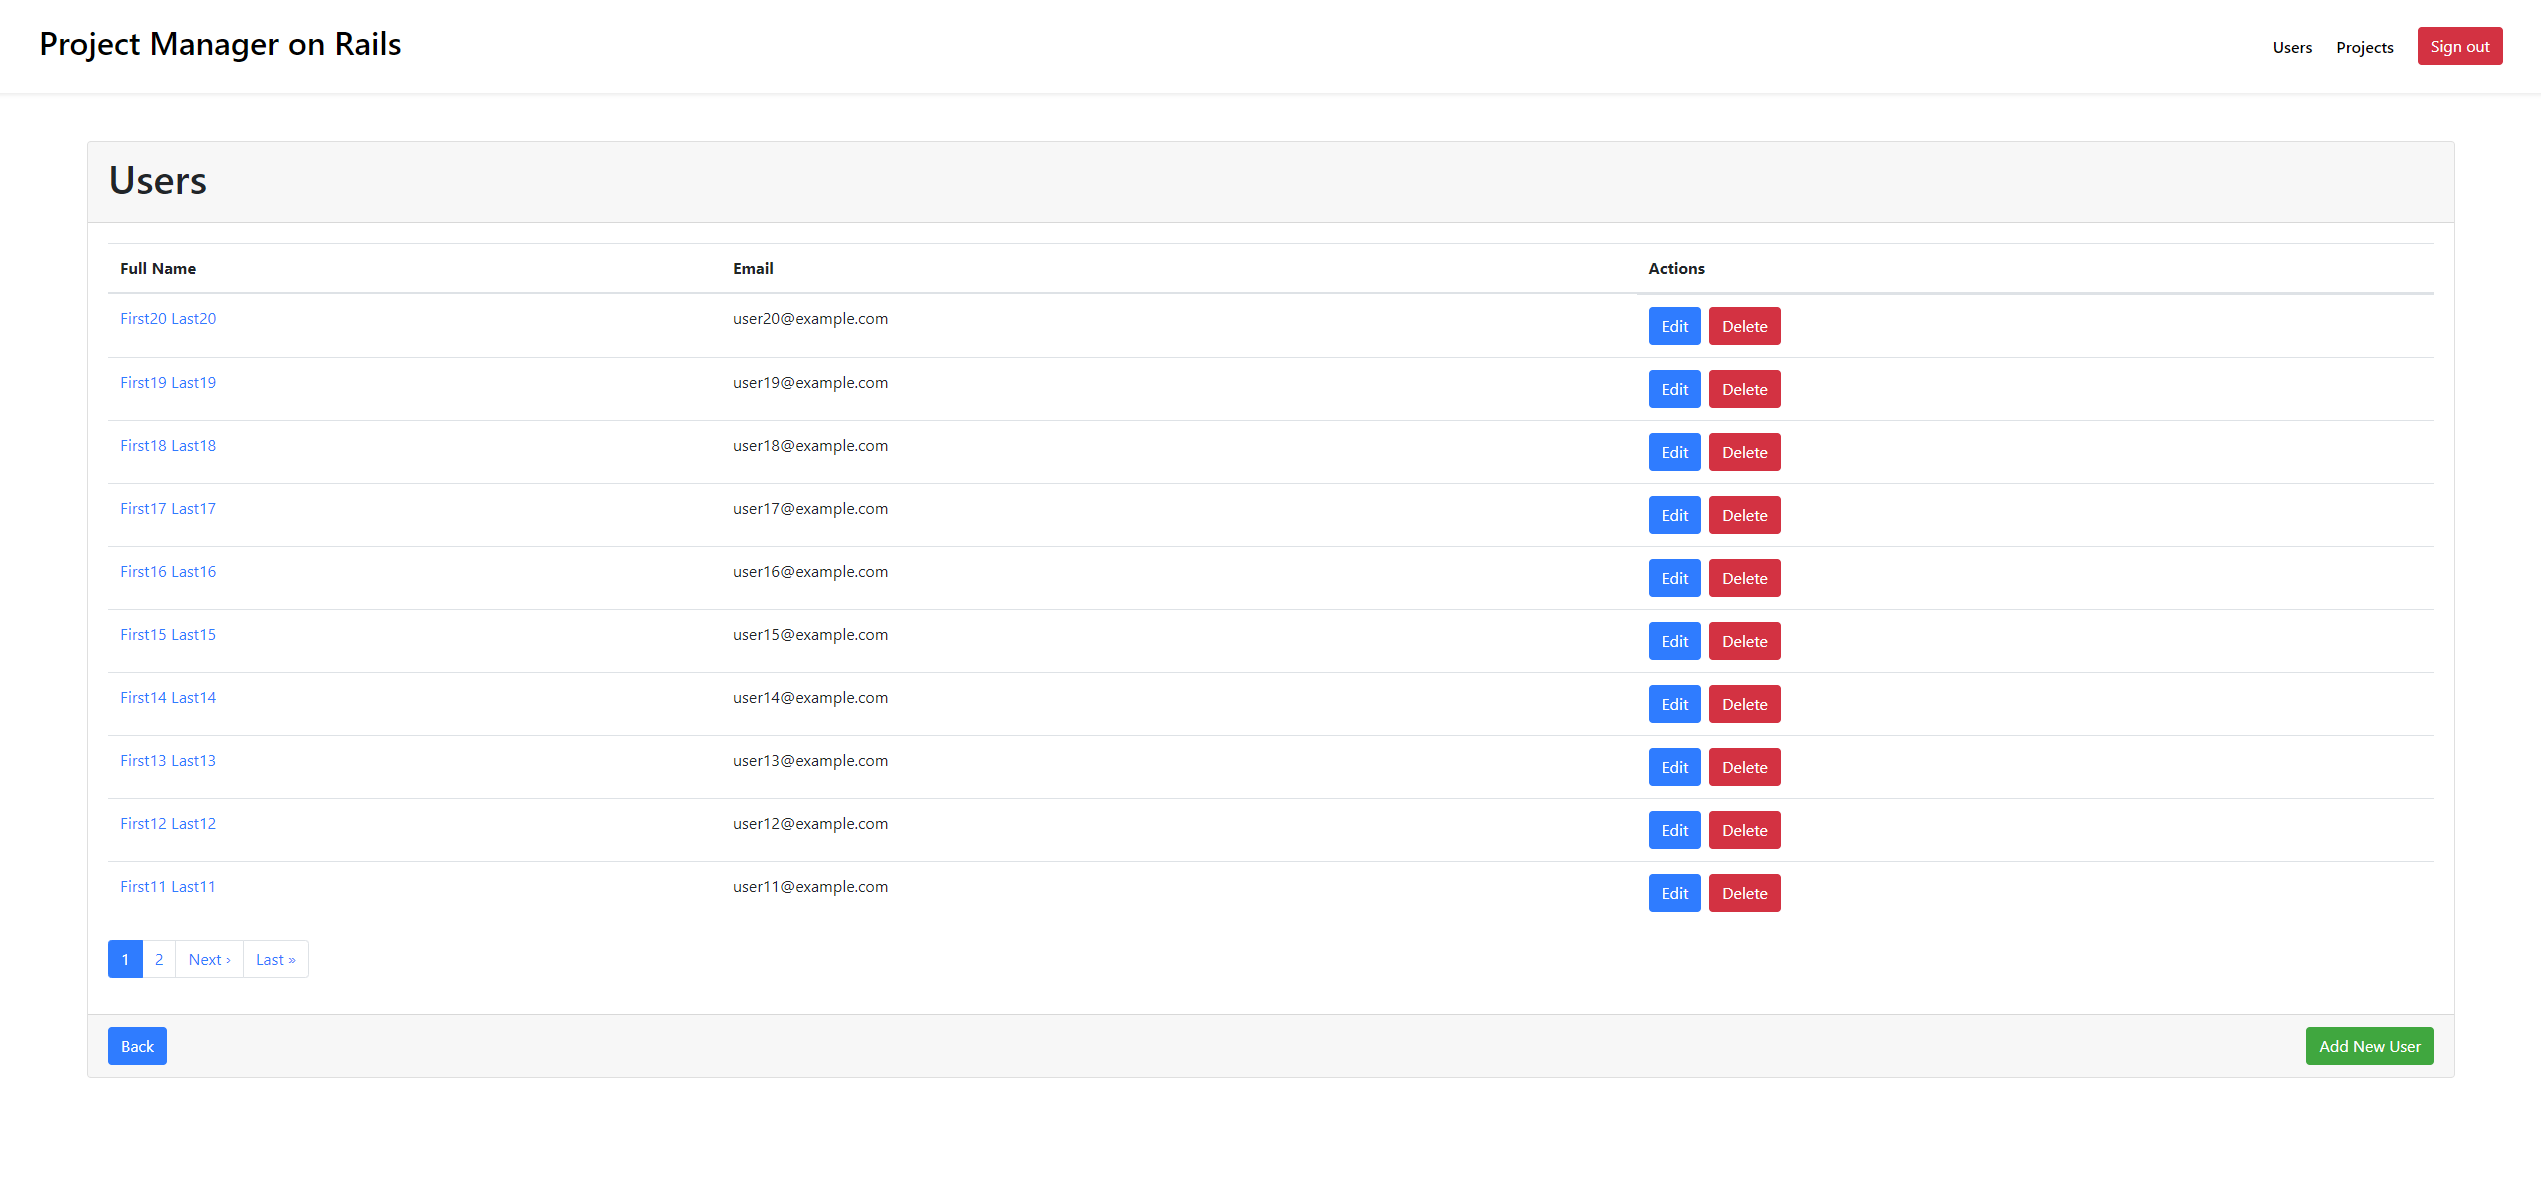 Project Manager on Rails
Users Projects Sign out
Users
Full Name Email Actions
First20 Last20 user20@example.com Edit Delete
First19 Last19 user19@example.com Edit Delete
First18 Last18 user18@example.com Edit Delete
First17 Last17 user17@example.com Edit Delete
First16 Last16 user16@example.com Edit Delete
First15 Last15 user15@example.com Edit Delete
First14 Last14 user14@example.com Edit Delete
First13 Last13 user13@example.com Edit Delete
First12 Last12 user12@example.com Edit Delete
First11 Last11 user11@example.com Edit Delete
1 2 Next › Last »
Back Add New User